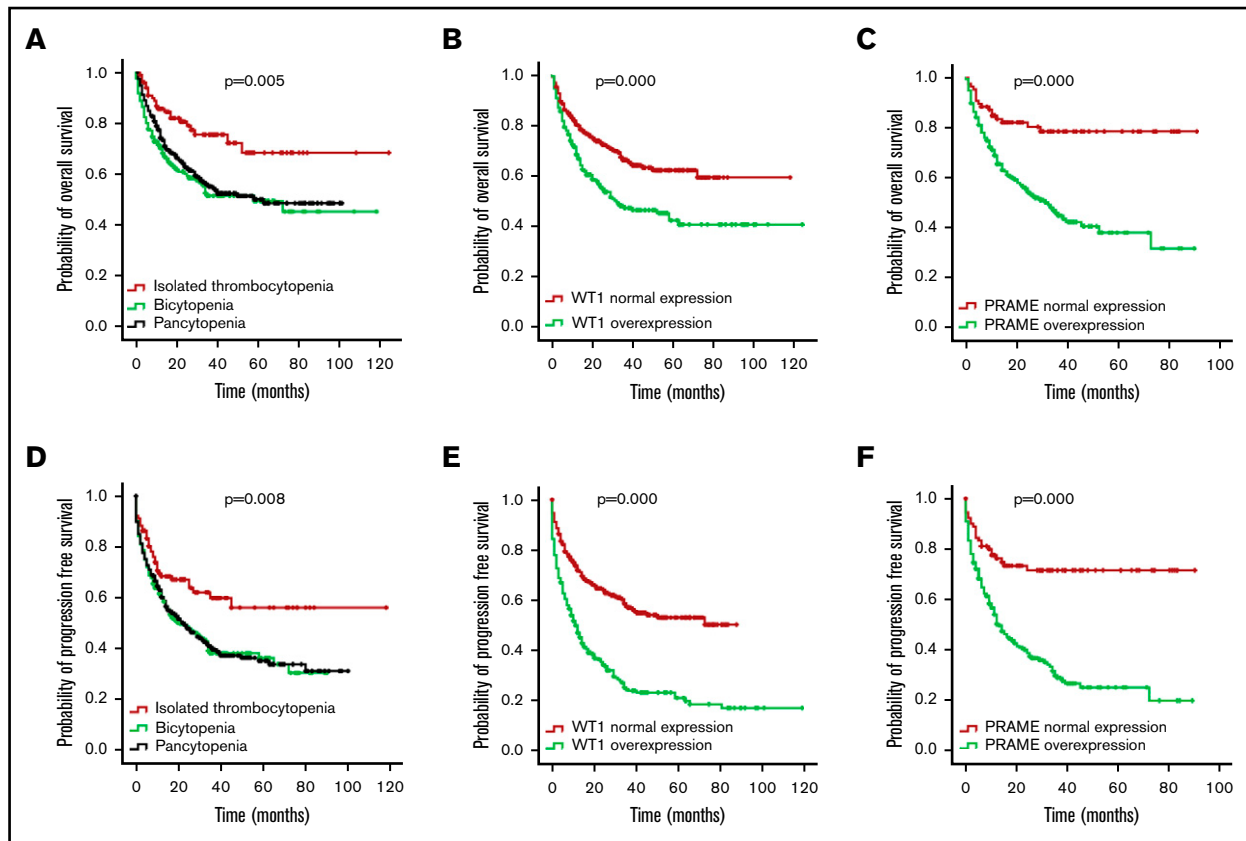 A
Probability of overall survival
1.0
0.8
0.6
0.4
0.2
0.0
p=0.005
Isolated thrombocytopenia
Bicytopenia
Pancytopenia
0 20 40 60 80 100 120
Time (months)
B
Probability of overall survival
1.0
0.8
0.6
0.4
0.2
0.0
p=0.000
WT1 normal expression
WT1 overexpression
0 20 40 60 80 100 120
Time (months)
C
Probability of overall survival
1.0
0.8
0.6
0.4
0.2
0.0
p=0.000
PRAME normal expression
PRAME overexpression
0 20 40 60 80 100
Time (months)
D
Probability of progression free survival
1.0
0.8
0.6
0.4
0.2
0.0
p=0.008
Isolated thrombocytopenia
Bicytopenia
Pancytopenia
0 20 40 60 80 100 120
Time (months)
E
Probability of progression free survival
1.0
0.8
0.6
0.4
0.2
0.0
p=0.000
WT1 normal expression
WT1 overexpression
0 20 40 60 80 100 120
Time (months)
F
Probability of progression free survival
1.0
0.8
0.6
0.4
0.2
0.0
p=0.000
PRAME normal expression
PRAME overexpression
0 20 40 60 80 100
Time (months)